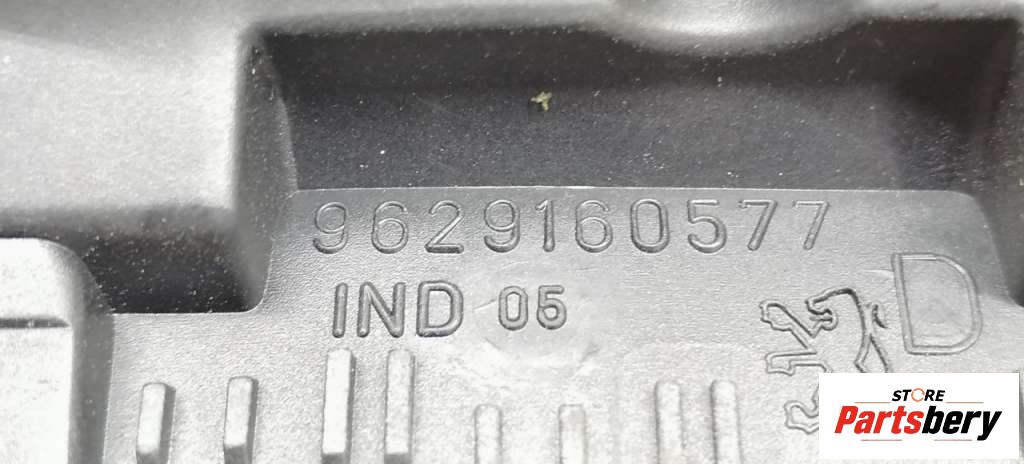 9629160577
IND 05
D
STORE
Partsbery